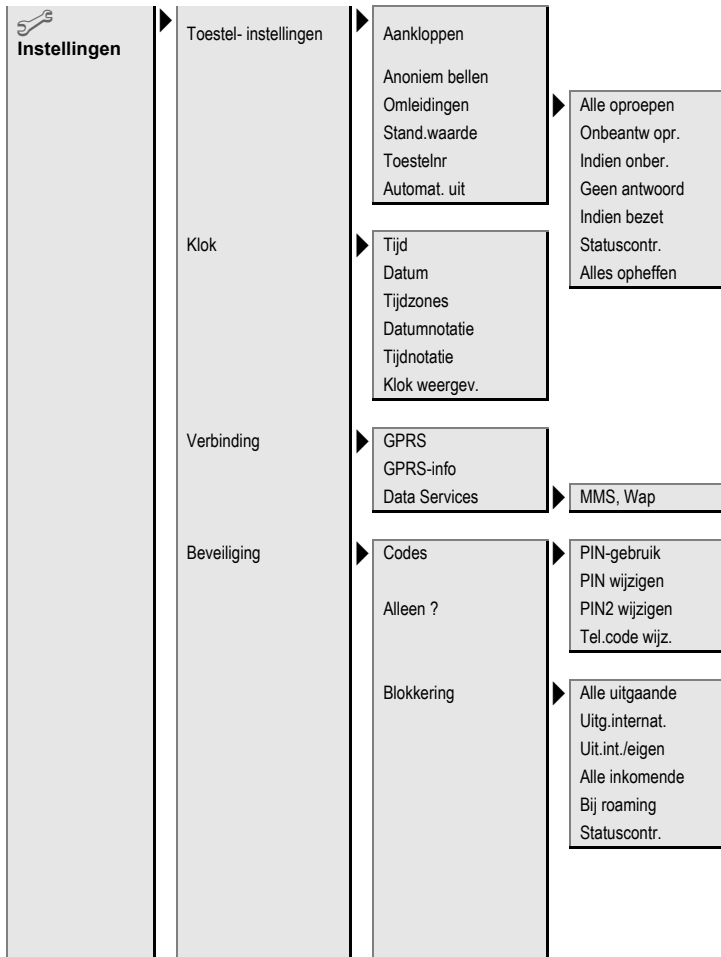 Instellingen
Toestel- instellingen
Aankloppen
Anoniem bellen
Omleidingen
Alle oproepen
Stand.waarde
Onbeantw opr.
Toestelnr
Indien onber.
Automat. uit
Geen antwoord
Indien bezet
Klok
Tijd
Statuscontr.
Datum
Alles opheffen
Tijdzones
Datumnotatie
Tijdnotatie
Klok weergev.
Verbinding
GPRS
GPRS-info
Data Services
MMS, Wap
Beveiliging
Codes
PIN-gebruik
PIN wijzigen
Alleen ?
PIN2 wijzigen
Tel.code wijz.
Blokkering
Alle uitgaande
Uitg.internat.
Uit.int./eigen
Alle inkomende
Bij roaming
Statuscontr.